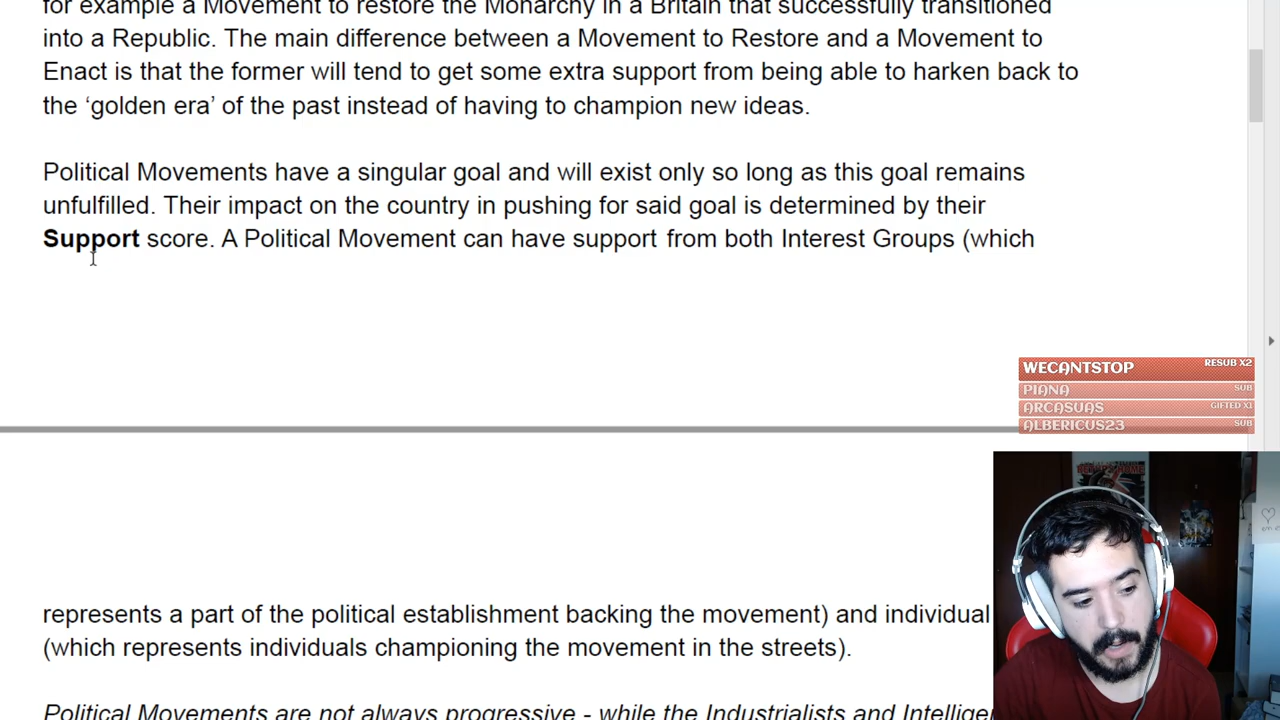 for example a Movement to restore the Monarchy in a Britain that successfully transitioned
into a Republic. The main difference between a Movement to Restore and a Movement to
Enact is that the former will tend to get some extra support from being able to harken back to
the ‘golden era’ of the past instead of having to champion new ideas.
Political Movements have a singular goal and will exist only so long as this goal remains
unfulfilled. Their impact on the country in pushing for said goal is determined by their
Support score. A Political Movement can have support from both Interest Groups (which
WECANTSTOP RESUB X2
PIANA SUB
ARCASUAS GIFTED X1
ALBERICUS23 SUB
represents a part of the political establishment backing the movement) and individual
(which represents individuals championing the movement in the streets).
Political Movements are not always progressive - while the Industrialists and